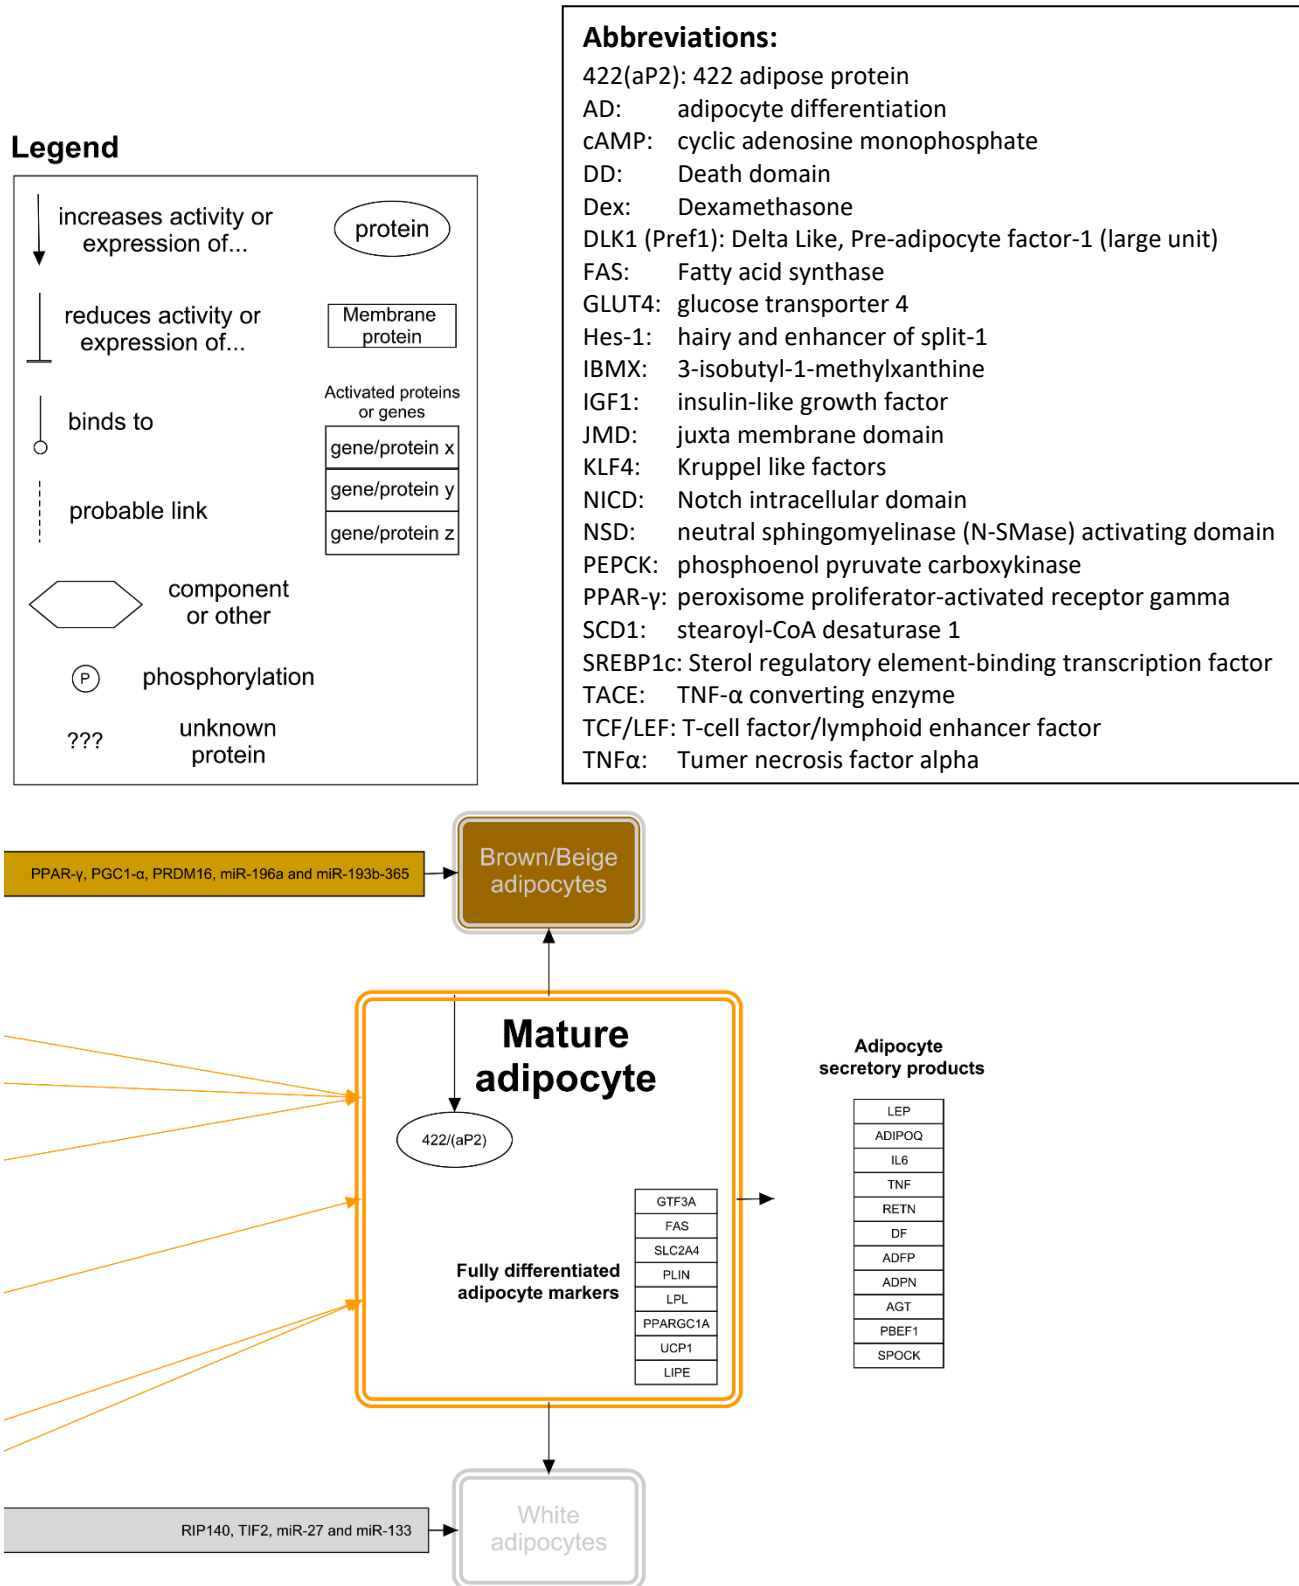 Legend
increases activity or
expression of...
protein
reduces activity or
expression of...
Membrane
protein
binds to
Activated proteins
or genes
gene/protein x
gene/protein y
gene/protein z
probable link
component
or other
P
phosphorylation
???
unknown
protein
Abbreviations:
422(aP2): 422 adipose protein
AD: adipocyte differentiation
cAMP: cyclic adenosine monophosphate
DD: Death domain
Dex: Dexamethasone
DLK1 (Pref1): Delta Like, Pre-adipocyte factor-1 (large unit)
FAS: Fatty acid synthase
GLUT4: glucose transporter 4
Hes-1: hairy and enhancer of split-1
IBMX: 3-isobutyl-1-methylxanthine
IGF1: insulin-like growth factor
JMD: juxta membrane domain
KLF4: Kruppel like factors
NICD: Notch intracellular domain
NSD: neutral sphingomyelinase (N-SMase) activating domain
PEPCK: phosphoenol pyruvate carboxykinase
PPAR-γ: peroxisome proliferator-activated receptor gamma
SCD1: stearoyl-CoA desaturase 1
SREBP1c: Sterol regulatory element-binding transcription factor
TACE: TNF-α converting enzyme
TCF/LEF: T-cell factor/lymphoid enhancer factor
TNFα: Tumer necrosis factor alpha
PPAR-γ, PGC1-α, PRDM16, miR-196a and miR-193b-365
Brown/Beige
adipocytes
Mature
adipocyte
422/(aP2)
Fully differentiated
adipocyte markers
GTF3A
FAS
SLC2A4
PLIN
LPL
PPARGC1A
UCP1
LIPE
Adipocyte
secretory products
LEP
ADIPOQ
IL6
TNF
RETN
DF
ADFP
ADPN
AGT
PBEF1
SPOCK
RIP140, TIF2, miR-27 and miR-133
White
adipocytes